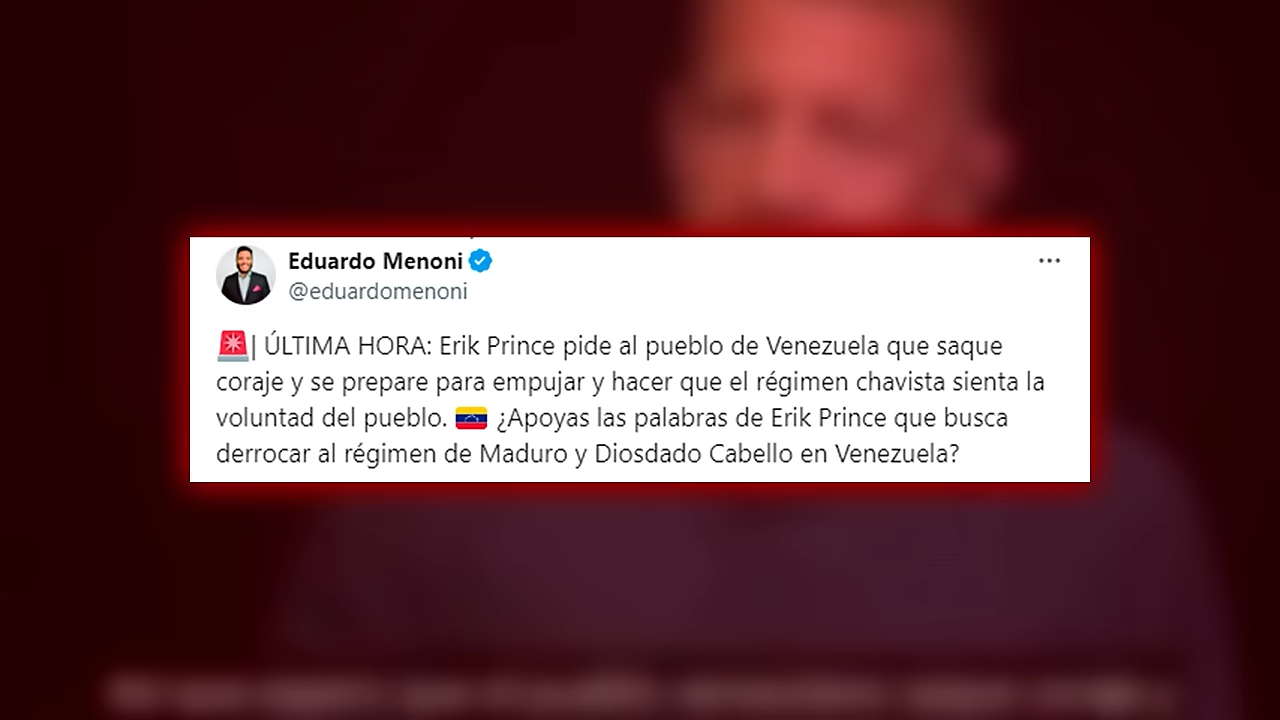 Eduardo Menoni
@eduardomenoni
🚨| ÚLTIMA HORA: Erik Prince pide al pueblo de Venezuela que saque
coraje y se prepare para empujar y hacer que el régimen chavista sienta la
voluntad del pueblo. 🇻🇪 ¿Apoyas las palabras de Erik Prince que busca
derrocar al régimen de Maduro y Diosdado Cabello en Venezuela?